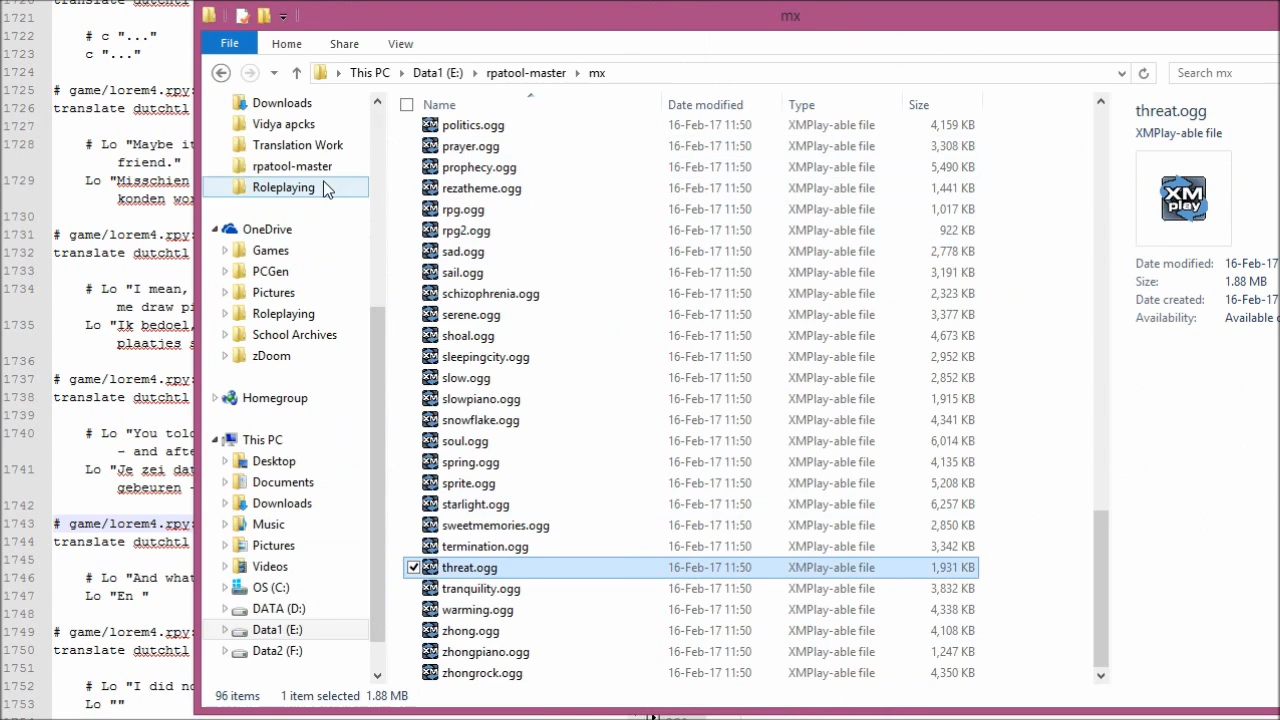 1721 translate dutchtl
1722 # c "..."
1723 c "..."
1724
1725 # game/lorem4.rpy:
1726 translate dutchtl
1727
1728 # Lo "Maybe it
friend."
1729 Lo "Misschien
konden wor
1730
1731 # game/lorem4.rpy:
1732 translate dutchtl
1733
1734 # Lo "I mean,
me draw pi
1735 Lo "Ik bedoel,
plaatjes s
1736
1737 # game/lorem4.rpy:
1738 translate dutchtl
1739
1740 # Lo "You told
- and afte
1741 Lo "Je zei dat
gebeuren -
1742
1743 # game/lorem4.rpy:
1744 translate dutchtl
1745
1746 # Lo "And what
1747 Lo "En "
1748
1749 # game/lorem4.rpy:
1750 translate dutchtl
1751
1752 # Lo "I did no
1753 Lo ""
mx
File Home Share View
This PC Data1 (E:) rpatool-master mx
Search mx
Downloads
Vidya apcks
Translation Work
rpatool-master
Roleplaying
OneDrive
Games
PCGen
Pictures
Roleplaying
School Archives
zDoom
Homegroup
This PC
Desktop
Documents
Downloads
Music
Pictures
Videos
OS (C:)
DATA (D:)
Data1 (E:)
Data2 (F:)
Name Date modified Type Size
politics.ogg 16-Feb-17 11:50 XMPlay-able file 4,159 KB
prayer.ogg 16-Feb-17 11:50 XMPlay-able file 3,308 KB
prophecy.ogg 16-Feb-17 11:50 XMPlay-able file 5,490 KB
rezatheme.ogg 16-Feb-17 11:50 XMPlay-able file 1,441 KB
rpg.ogg 16-Feb-17 11:50 XMPlay-able file 1,017 KB
rpg2.ogg 16-Feb-17 11:50 XMPlay-able file 922 KB
sad.ogg 16-Feb-17 11:50 XMPlay-able file 2,778 KB
sail.ogg 16-Feb-17 11:50 XMPlay-able file 3,191 KB
schizophrenia.ogg 16-Feb-17 11:50 XMPlay-able file 2,323 KB
serene.ogg 16-Feb-17 11:50 XMPlay-able file 3,377 KB
shoal.ogg 16-Feb-17 11:50 XMPlay-able file 4,673 KB
sleepingcity.ogg 16-Feb-17 11:50 XMPlay-able file 2,952 KB
slow.ogg 16-Feb-17 11:50 XMPlay-able file 2,852 KB
slowpiano.ogg 16-Feb-17 11:50 XMPlay-able file 1,915 KB
snowflake.ogg 16-Feb-17 11:50 XMPlay-able file 4,341 KB
soul.ogg 16-Feb-17 11:50 XMPlay-able file 6,014 KB
spring.ogg 16-Feb-17 11:50 XMPlay-able file 4,135 KB
sprite.ogg 16-Feb-17 11:50 XMPlay-able file 5,208 KB
starlight.ogg 16-Feb-17 11:50 XMPlay-able file 6,257 KB
sweetmemories.ogg 16-Feb-17 11:50 XMPlay-able file 2,850 KB
termination.ogg 16-Feb-17 11:50 XMPlay-able file 3,342 KB
threat.ogg 16-Feb-17 11:50 XMPlay-able file 1,931 KB
tranquility.ogg 16-Feb-17 11:50 XMPlay-able file 3,832 KB
warming.ogg 16-Feb-17 11:50 XMPlay-able file 4,338 KB
zhong.ogg 16-Feb-17 11:50 XMPlay-able file 4,108 KB
zhongpiano.ogg 16-Feb-17 11:50 XMPlay-able file 1,247 KB
zhongrock.ogg 16-Feb-17 11:50 XMPlay-able file 4,350 KB
threat.ogg
XMPlay-able file
XM
play
Date modified: 16-Feb-17
Size: 1.88 MB
Date created: 16-Feb-17
Availability: Available
96 items 1 item selected 1.88 MB